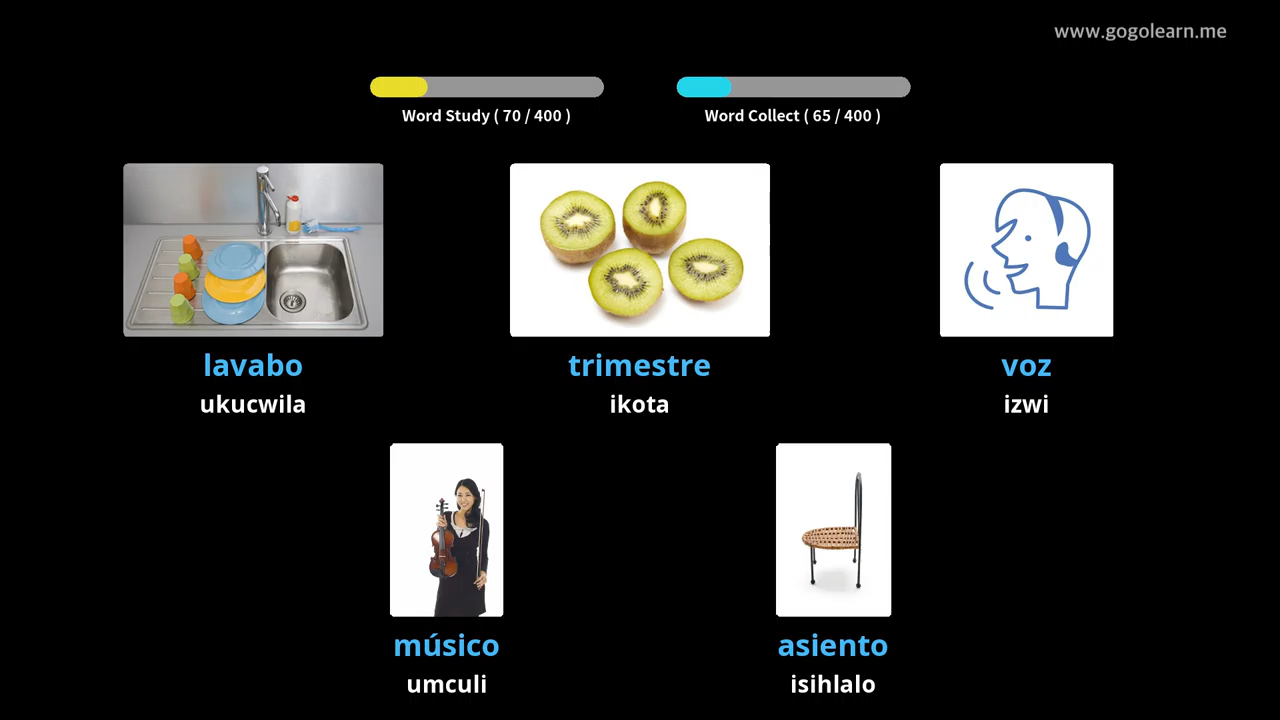 www.gogolearn.me
Word Study ( 70 / 400 )
Word Collect ( 65 / 400 )
lavabo
ukucwila
trimestre
ikota
voz
izwi
músico
umculi
asiento
isihlalo